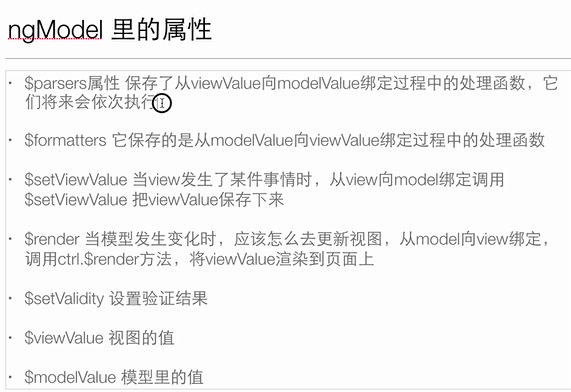 ngModel 里的属性
• $parsers属性 保存了从viewValue向modelValue绑定过程中的处理函数，它
们将来会依次执行
• $formatters 它保存的是从modelValue向viewValue绑定过程中的处理函数
• $setViewValue 当view发生了某件事情时，从view向model绑定调用
$setViewValue 把viewValue保存下来
• $render 当模型发生变化时，应该怎么去更新视图，从model向view绑定，
调用ctrl.$render方法，将viewValue渲染到页面上
• $setValidity 设置验证结果
• $viewValue 视图的值
• $modelValue 模型里的值